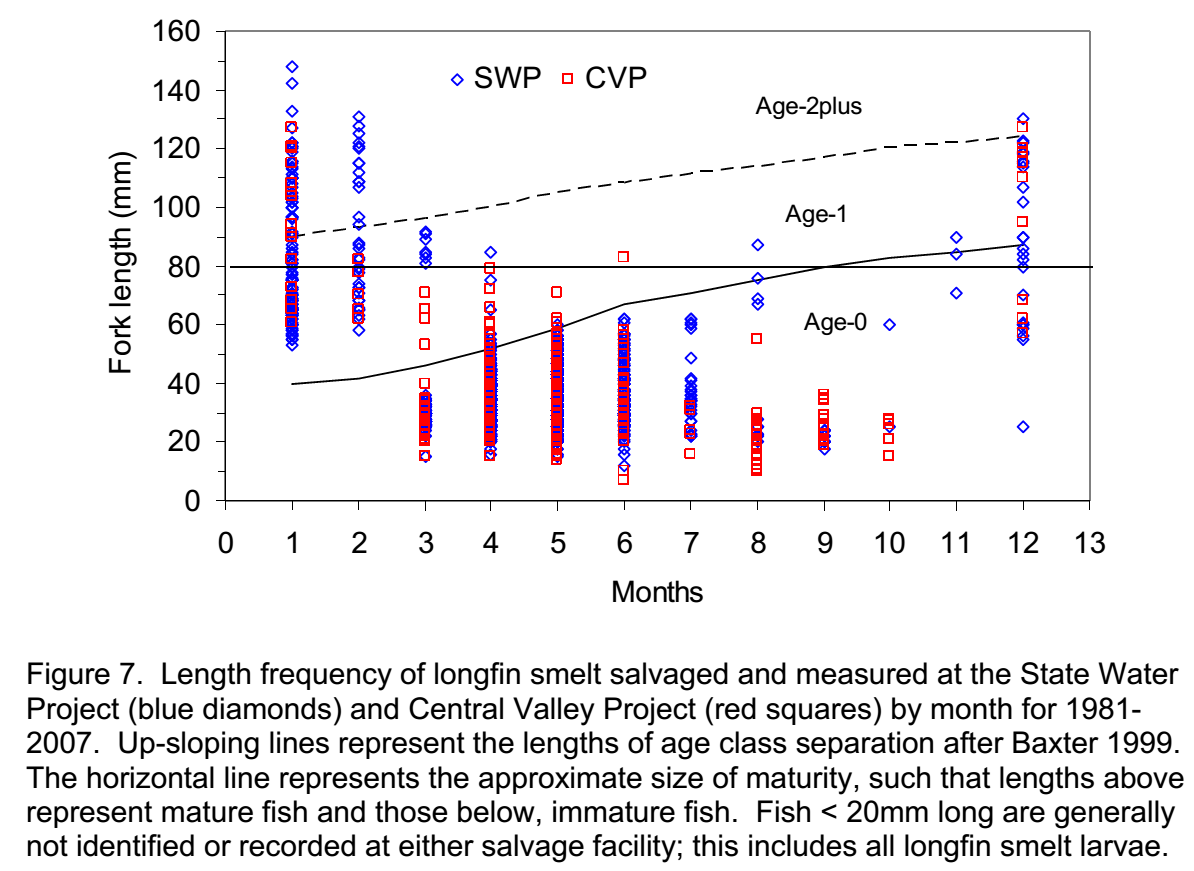 160
140
120
100
80
60
40
20
0
Fork length (mm)
SWP CVP
Age-2plus
Age-1
Age-0
0 1 2 3 4 5 6 7 8 9 10 11 12 13
Months
Figure 7. Length frequency of longfin smelt salvaged and measured at the State Water
Project (blue diamonds) and Central Valley Project (red squares) by month for 1981-
2007. Up-sloping lines represent the lengths of age class separation after Baxter 1999.
The horizontal line represents the approximate size of maturity, such that lengths above
represent mature fish and those below, immature fish. Fish < 20mm long are generally
not identified or recorded at either salvage facility; this includes all longfin smelt larvae.